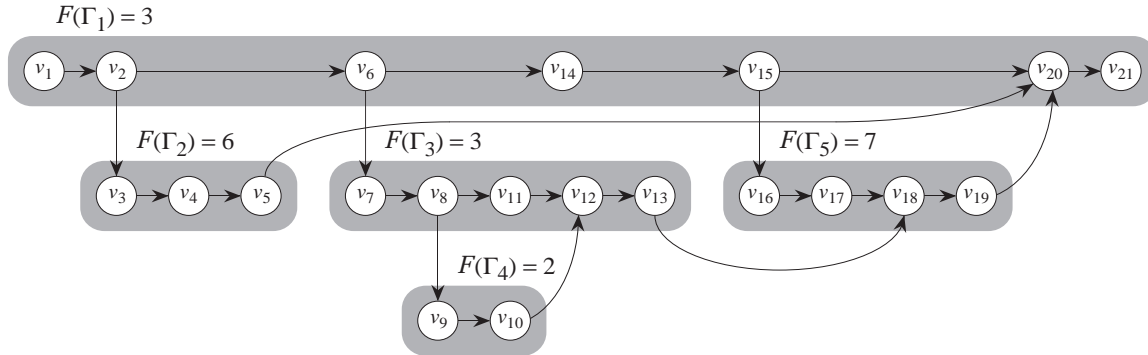 F(Γ₁) = 3
v₁ v₂ v₆ v₁₄ v₁₅ v₂₀ v₂₁
F(Γ₂) = 6 F(Γ₃) = 3 F(Γ₅) = 7
v₃ v₄ v₅ v₇ v₈ v₁₁ v₁₂ v₁₃ v₁₆ v₁₇ v₁₈ v₁₉
F(Γ₄) = 2
v₉ v₁₀